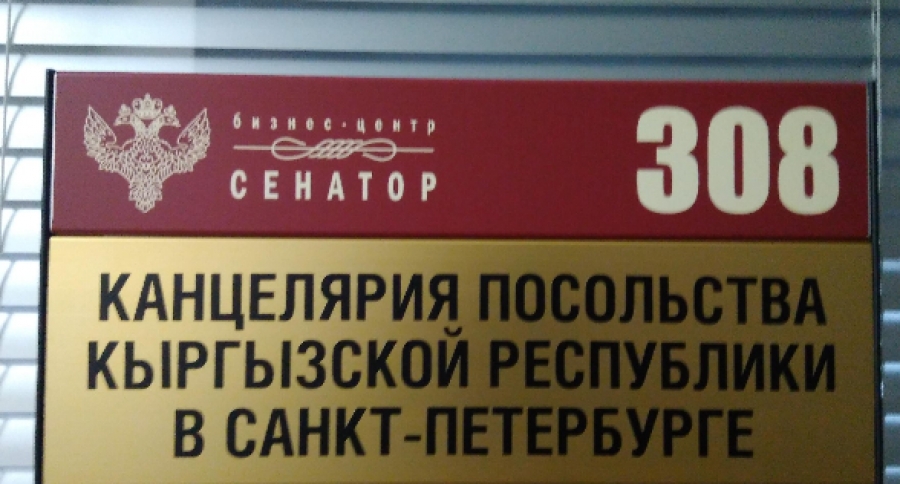 бизнес-центр
СЕНАТОР
308
КАНЦЕЛЯРИЯ ПОСОЛЬСТВА
КЫРГЫЗСКОЙ РЕСПУБЛИКИ
В САНКТ-ПЕТЕРБУРГЕ